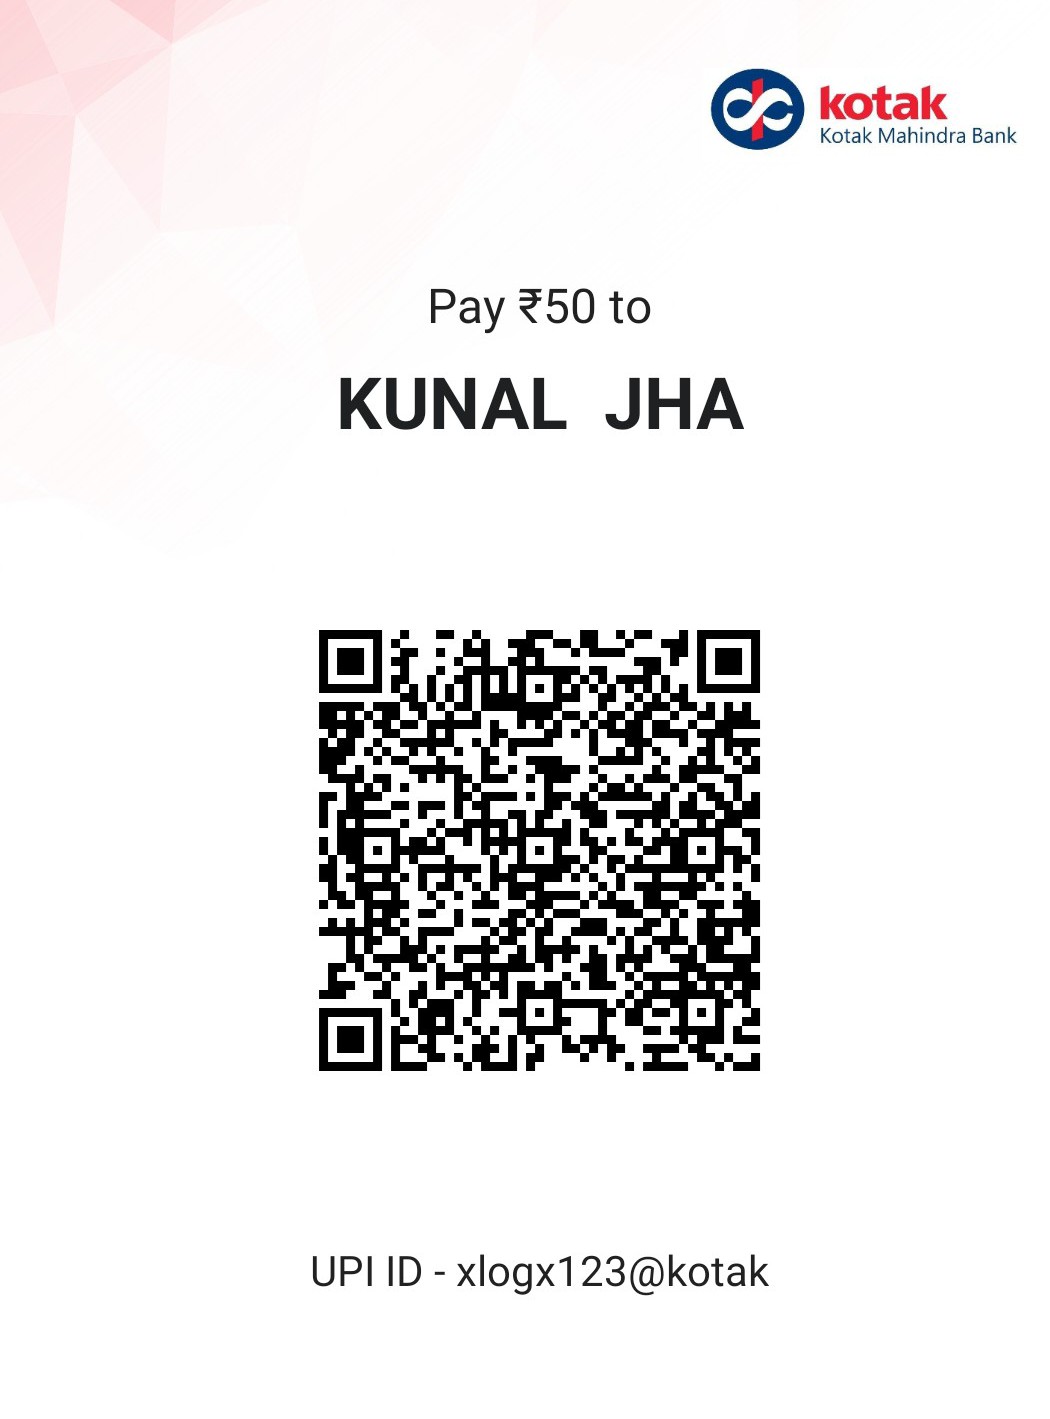 kotak
Kotak Mahindra Bank
Pay ₹50 to
KUNAL JHA
UPI ID - xlogx123@kotak